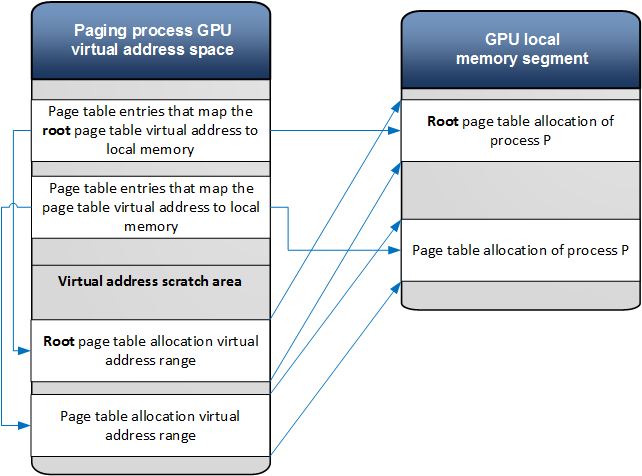 Paging process GPU
virtual address space
Page table entries that map the
root page table virtual address to
local memory
Page table entries that map the
page table virtual address to local
memory
Virtual address scratch area
Root page table allocation virtual
address range
Page table allocation virtual
address range
GPU local
memory segment
Root page table allocation of
process P
Page table allocation of process P